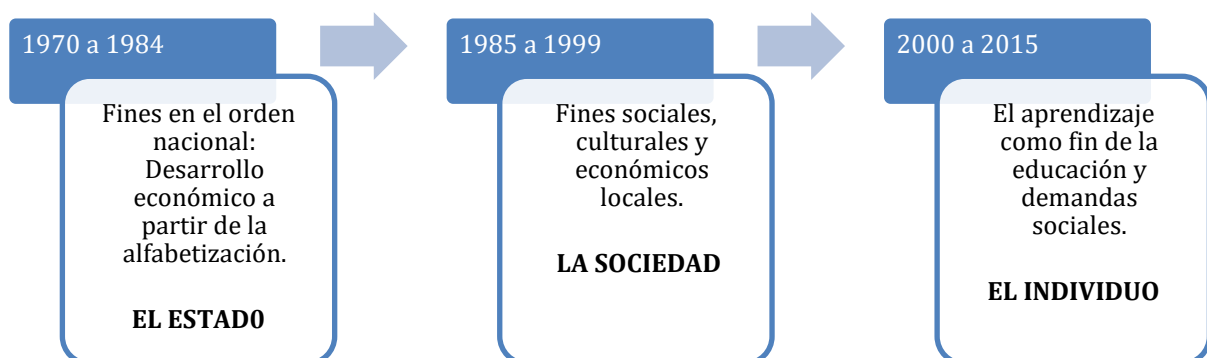 1970 a 1984
Fines en el orden
nacional:
Desarrollo
económico a
partir de la
alfabetización.
EL ESTAD0
1985 a 1999
Fines sociales,
culturales y
económicos
locales.
LA SOCIEDAD
2000 a 2015
El aprendizaje
como fin de la
educación y
demandas
sociales.
EL INDIVIDUO